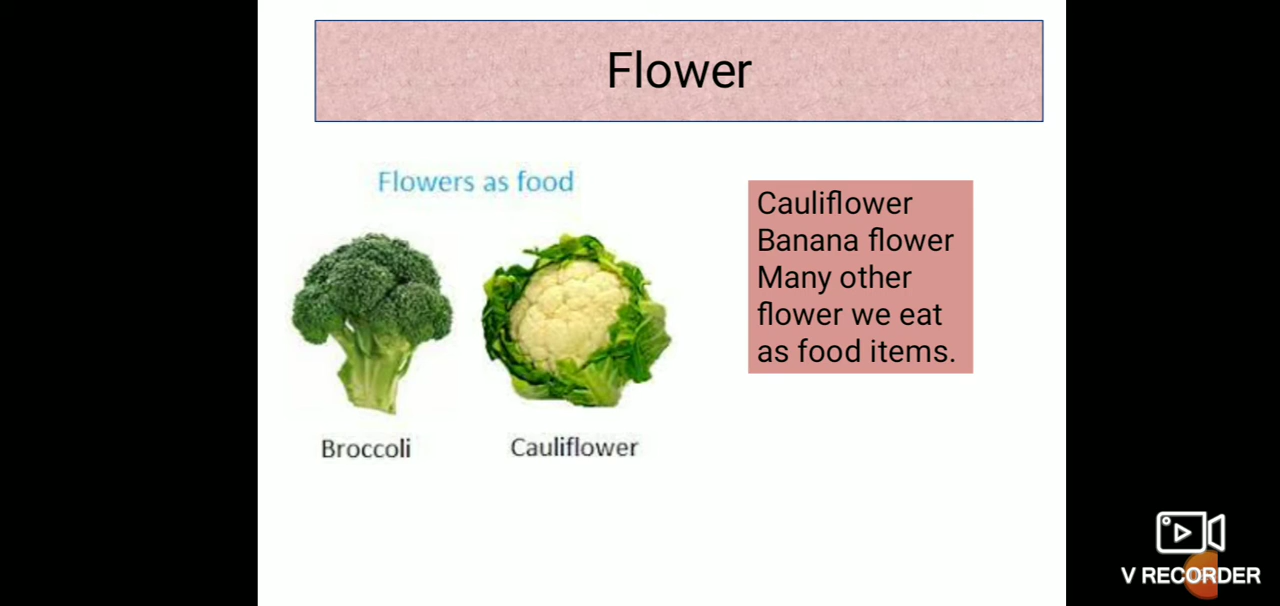 Flower
Flowers as food
Cauliflower
Banana flower
Many other
flower we eat
as food items.
Broccoli
Cauliflower
V RECORDER